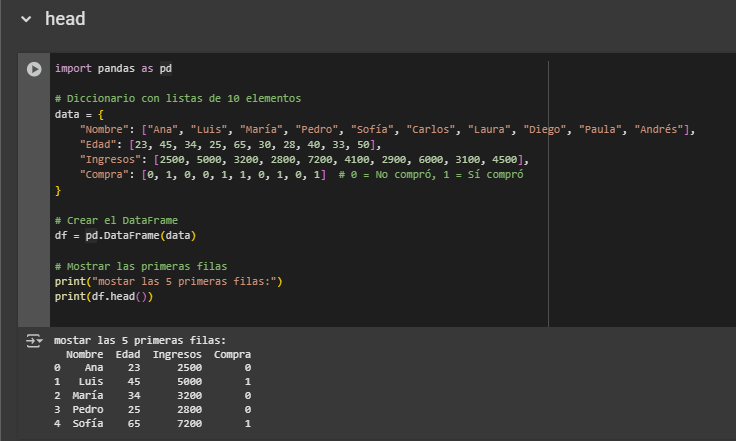 head
import pandas as pd
# Diccionario con listas de 10 elementos
data = {
    "Nombre": ["Ana", "Luis", "María", "Pedro", "Sofía", "Carlos", "Laura", "Diego", "Paula", "Andrés"],
    "Edad": [23, 45, 34, 25, 65, 30, 28, 40, 33, 50],
    "Ingresos": [2500, 5000, 3200, 2800, 7200, 4100, 2900, 6000, 3100, 4500],
    "Compra": [0, 1, 0, 0, 1, 1, 0, 1, 0, 1]  # 0 = No compró, 1 = Sí compró
}
# Crear el DataFrame
df = pd.DataFrame(data)
# Mostrar las primeras filas
print("mostar las 5 primeras filas:")
print(df.head())
mostar las 5 primeras filas:
  Nombre  Edad  Ingresos  Compra
0    Ana    23      2500       0
1   Luis    45      5000       1
2  María    34      3200       0
3  Pedro    25      2800       0
4  Sofía    65      7200       1